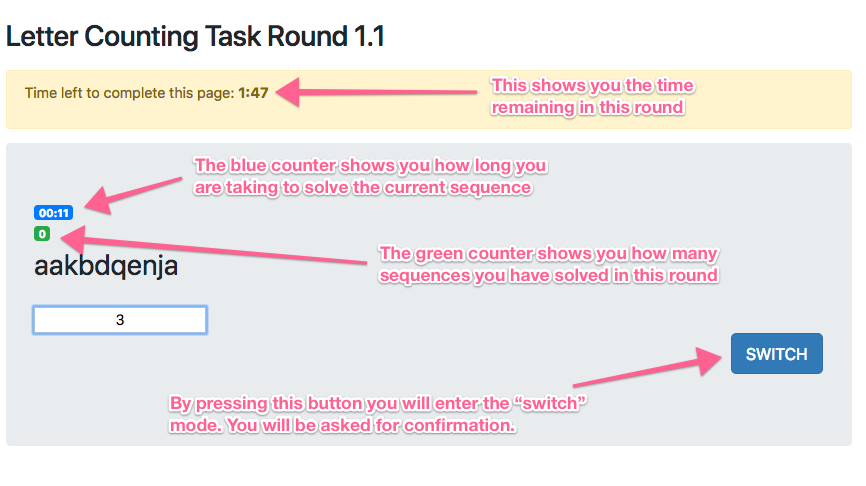 Letter Counting Task Round 1.1
Time left to complete this page: 1:47
This shows you the time
remaining in this round
The blue counter shows you how long you
are taking to solve the current sequence
00:11
0
The green counter shows you how many
sequences you have solved in this round
aakbdqenja
3
SWITCH
By pressing this button you will enter the “switch”
mode. You will be asked for confirmation.